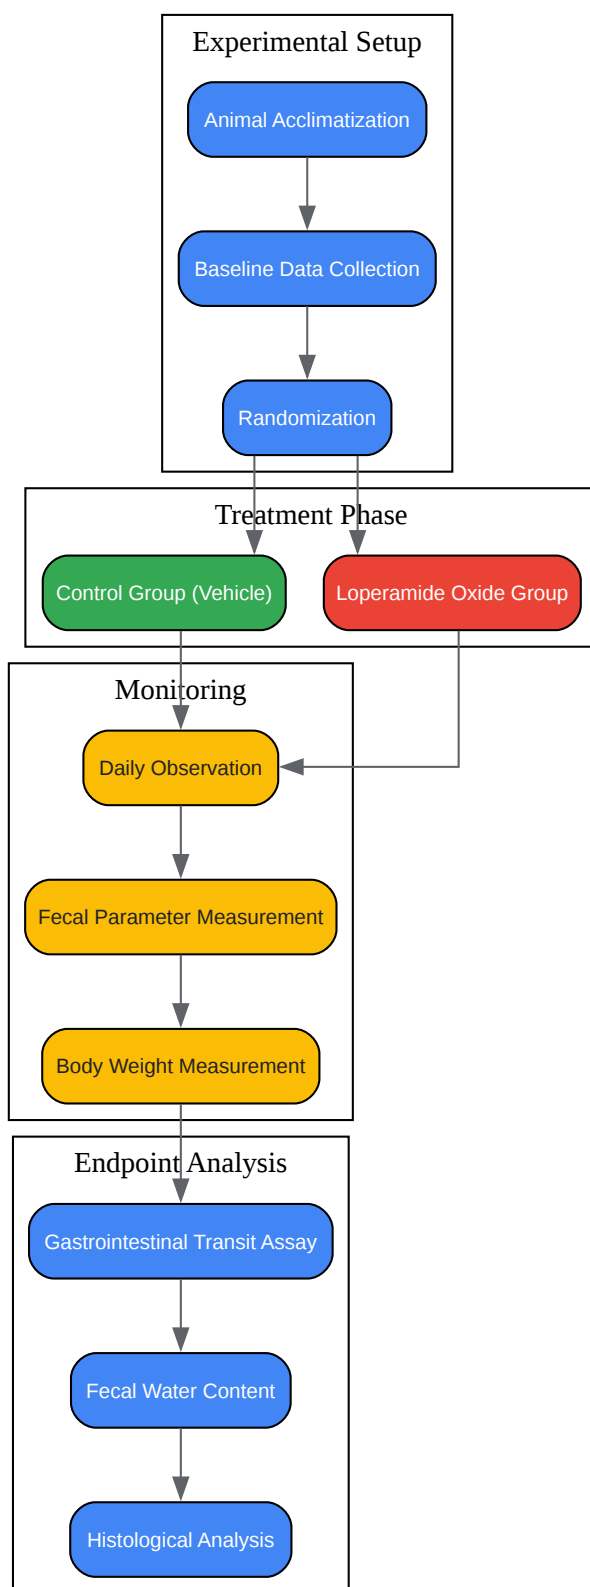 Experimental Setup
Animal Acclimatization
Baseline Data Collection
Randomization
Treatment Phase
Control Group (Vehicle)
Loperamide Oxide Group
Monitoring
Daily Observation
Fecal Parameter Measurement
Body Weight Measurement
Endpoint Analysis
Gastrointestinal Transit Assay
Fecal Water Content
Histological Analysis